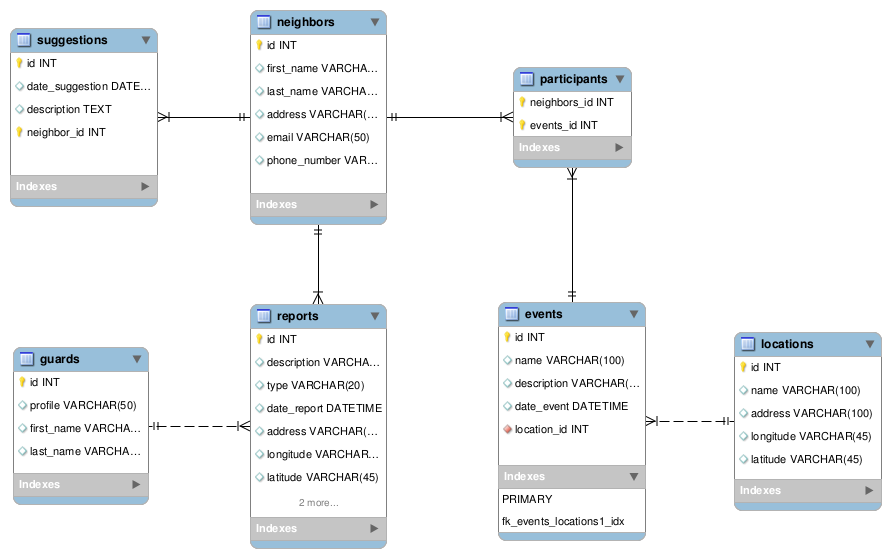 suggestions
id INT
date_suggestion DATE...
description TEXT
neighbor_id INT
Indexes
neighbors
id INT
first_name VARCHA...
last_name VARCHA...
address VARCHAR(...
email VARCHAR(50)
phone_number VAR...
Indexes
participants
neighbors_id INT
events_id INT
Indexes
guards
id INT
profile VARCHAR(50)
first_name VARCHA...
last_name VARCHA...
Indexes
reports
id INT
description VARCHA...
type VARCHAR(20)
date_report DATETIME
address VARCHAR(...
longitude VARCHAR...
latitude VARCHAR(45)
2 more...
Indexes
events
id INT
name VARCHAR(100)
description VARCHAR(...
date_event DATETIME
location_id INT
Indexes
PRIMARY
fk_events_locations1_idx
locations
id INT
name VARCHAR(100)
address VARCHAR(100)
longitude VARCHAR(45)
latitude VARCHAR(45)
Indexes